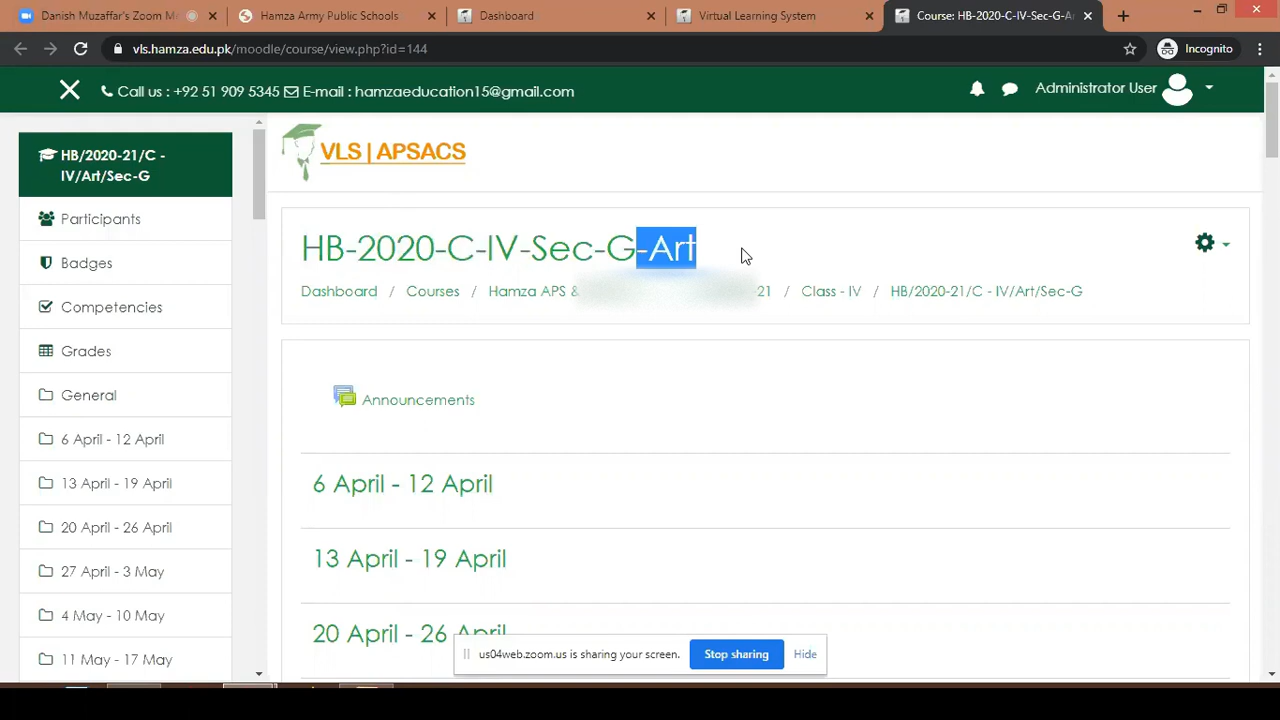 Danish Muzaffar's Zoom M
Hamza Army Public Schools
Dashboard
Virtual Learning System
Course: HB-2020-C-IV-Sec-G-Ar
vls.hamza.edu.pk/moodle/course/view.php?id=144
Incognito
Call us : +92 51 909 5345 E-mail : hamzaeducation15@gmail.com
Administrator User
HB/2020-21/C -
IV/Art/Sec-G
Participants
Badges
Competencies
Grades
General
6 April - 12 April
13 April - 19 April
20 April - 26 April
27 April - 3 May
4 May - 10 May
11 May - 17 May
VLS | APSACS
HB-2020-C-IV-Sec-G-Art
Dashboard / Courses / Hamza APS & 21 / Class - IV / HB/2020-21/C - IV/Art/Sec-G
Announcements
6 April - 12 April
13 April - 19 April
20 April - 26 April
us04web.zoom.us is sharing your screen.
Stop sharing
Hide